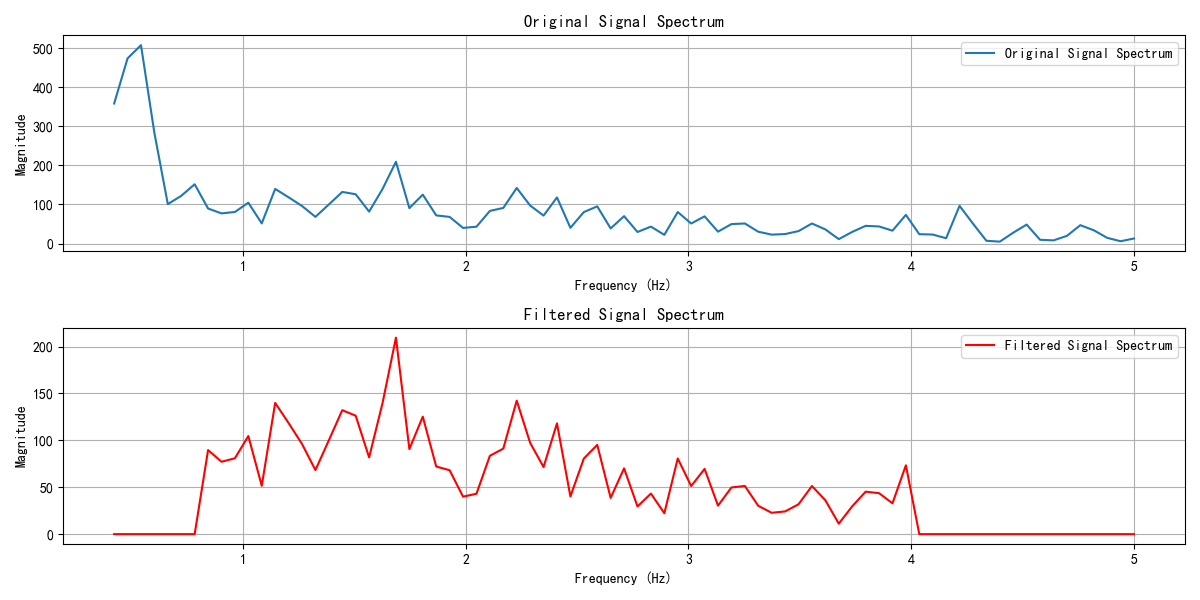 Original Signal Spectrum
Original Signal Spectrum
Magnitude
500
400
300
200
100
0
1
2
3
4
5
Frequency (Hz)
Filtered Signal Spectrum
Filtered Signal Spectrum
Magnitude
200
150
100
50
0
1
2
3
4
5
Frequency (Hz)